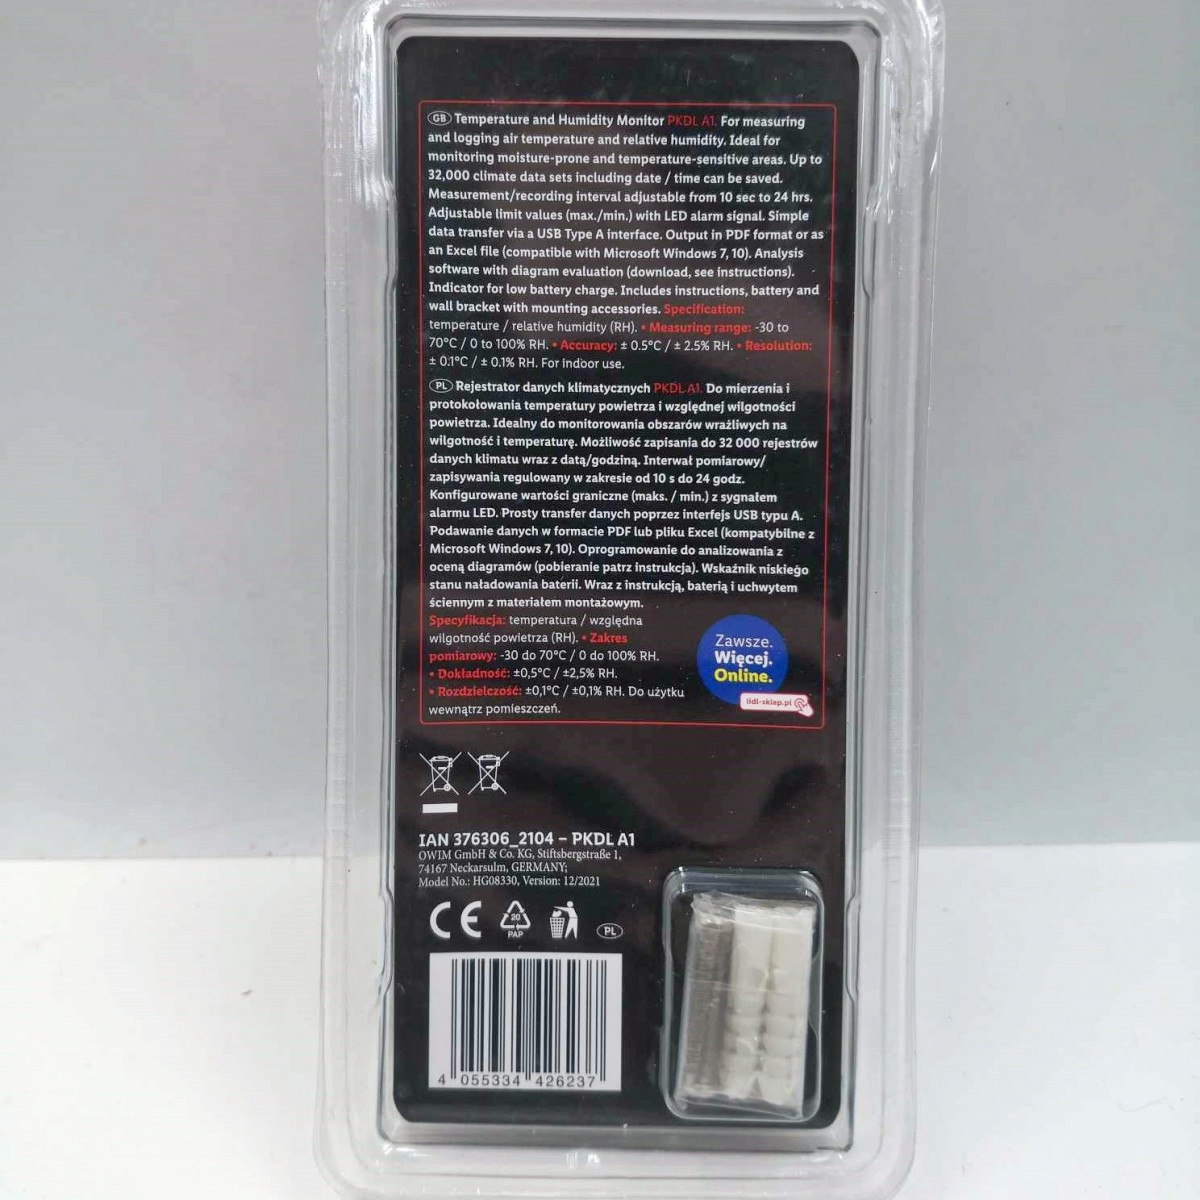 GB Temperature and Humidity Monitor PKDL A1. For measuring
and logging air temperature and relative humidity. Ideal for
monitoring moisture-prone and temperature-sensitive areas. Up to
32,000 climate data sets including date / time can be saved.
Measurement/recording interval adjustable from 10 sec to 24 hrs.
Adjustable limit values (max./min.) with LED alarm signal. Simple
data transfer via a USB Type A interface. Output in PDF format or as
an Excel file (compatible with Microsoft Windows 7, 10). Analysis
software with diagram evaluation (download, see instructions).
Indicator for low battery charge. Includes instructions, battery and
wall bracket with mounting accessories. Specification:
temperature / relative humidity (RH). • Measuring range: -30 to
70°C / 0 to 100% RH. • Accuracy: ± 0.5°C / ± 2.5% RH. • Resolution:
± 0.1°C / ± 0.1% RH. For indoor use.
PL Rejestrator danych klimatycznych PKDL A1. Do mierzenia i
protokołowania temperatury powietrza i względnej wilgotności
powietrza. Idealny do monitorowania obszarów wrażliwych na
wilgotność i temperaturę. Możliwość zapisania do 32 000 rejestrów
danych klimatu wraz z datą/godziną. Interwał pomiarowy/
zapisywania regulowany w zakresie od 10 s do 24 godz.
Konfigurowane wartości graniczne (maks. / min.) z sygnałem
alarmu LED. Prosty transfer danych poprzez interfejs USB typu A.
Podawanie danych w formacie PDF lub pliku Excel (kompatybilne z
Microsoft Windows 7, 10). Oprogramowanie do analizowania z
oceną diagramów (pobieranie patrz instrukcja). Wskaźnik niskiego
stanu naładowania baterii. Wraz z instrukcją, baterią i uchwytem
ściennym z materiałem montażowym.
Specyfikacja: temperatura / względna
wilgotność powietrza (RH). • Zakres
pomiarowy: -30 do 70°C / 0 do 100% RH.
• Dokładność: ±0,5°C / ±2,5% RH.
• Rozdzielczość: ±0,1°C / ±0,1% RH. Do użytku
wewnątrz pomieszczeń.
Zawsze.
Więcej.
Online.
lidl-sklep.pl
IAN 376306_2104 – PKDL A1
OWIM GmbH & Co. KG, Stiftsbergstraße 1,
74167 Neckarsulm, GERMANY;
Model No.: HG08330, Version: 12/2021
CE
20
PAP
PL
4 055334 426237